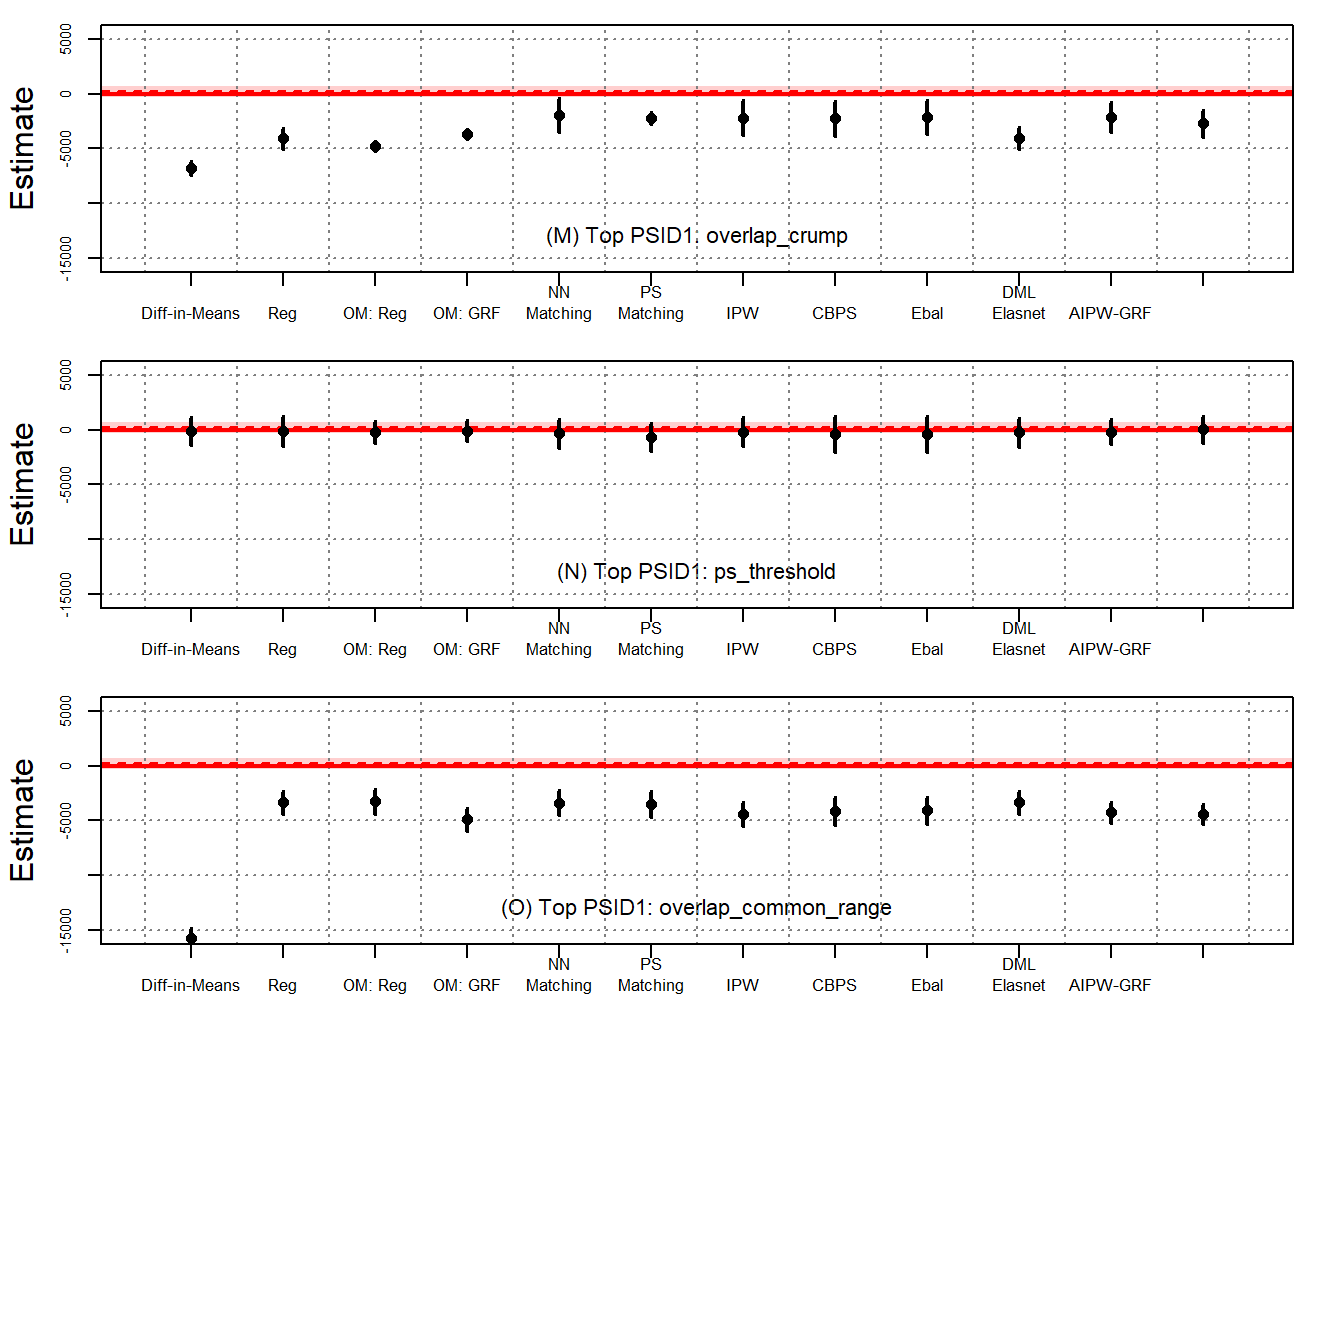 Estimate
5000
0
-5000
-15000
(M) Top PSID1: overlap_crump
NN PS DML
Diff-in-Means Reg OM: Reg OM: GRF Matching Matching IPW CBPS Ebal Elasnet AIPW-GRF
Estimate
5000
0
-5000
-15000
(N) Top PSID1: ps_threshold
NN PS DML
Diff-in-Means Reg OM: Reg OM: GRF Matching Matching IPW CBPS Ebal Elasnet AIPW-GRF
Estimate
5000
0
-5000
-15000
(O) Top PSID1: overlap_common_range
NN PS DML
Diff-in-Means Reg OM: Reg OM: GRF Matching Matching IPW CBPS Ebal Elasnet AIPW-GRF